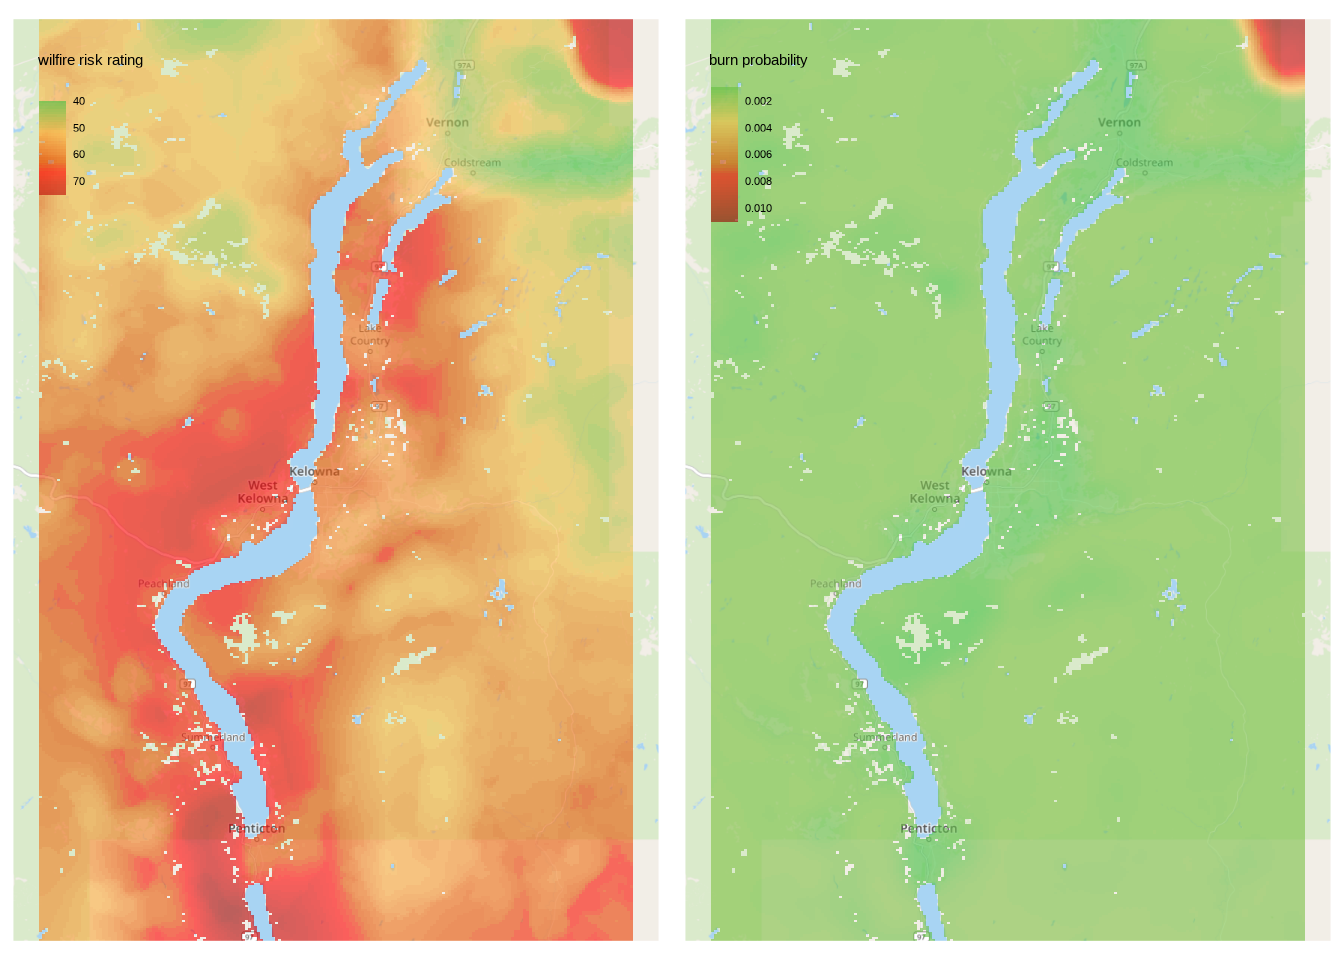 wilfire risk rating
40
50
60
70
97A
Vernon
Coldstream
97
Lake
Country
97
Kelowna
West
Kelowna
Peachland
97
Summerland
Penticton
97
burn probability
0.002
0.004
0.006
0.008
0.010
97A
Vernon
Coldstream
97
Lake
Country
97
Kelowna
West
Kelowna
Peachland
97
Summerland
Penticton
97